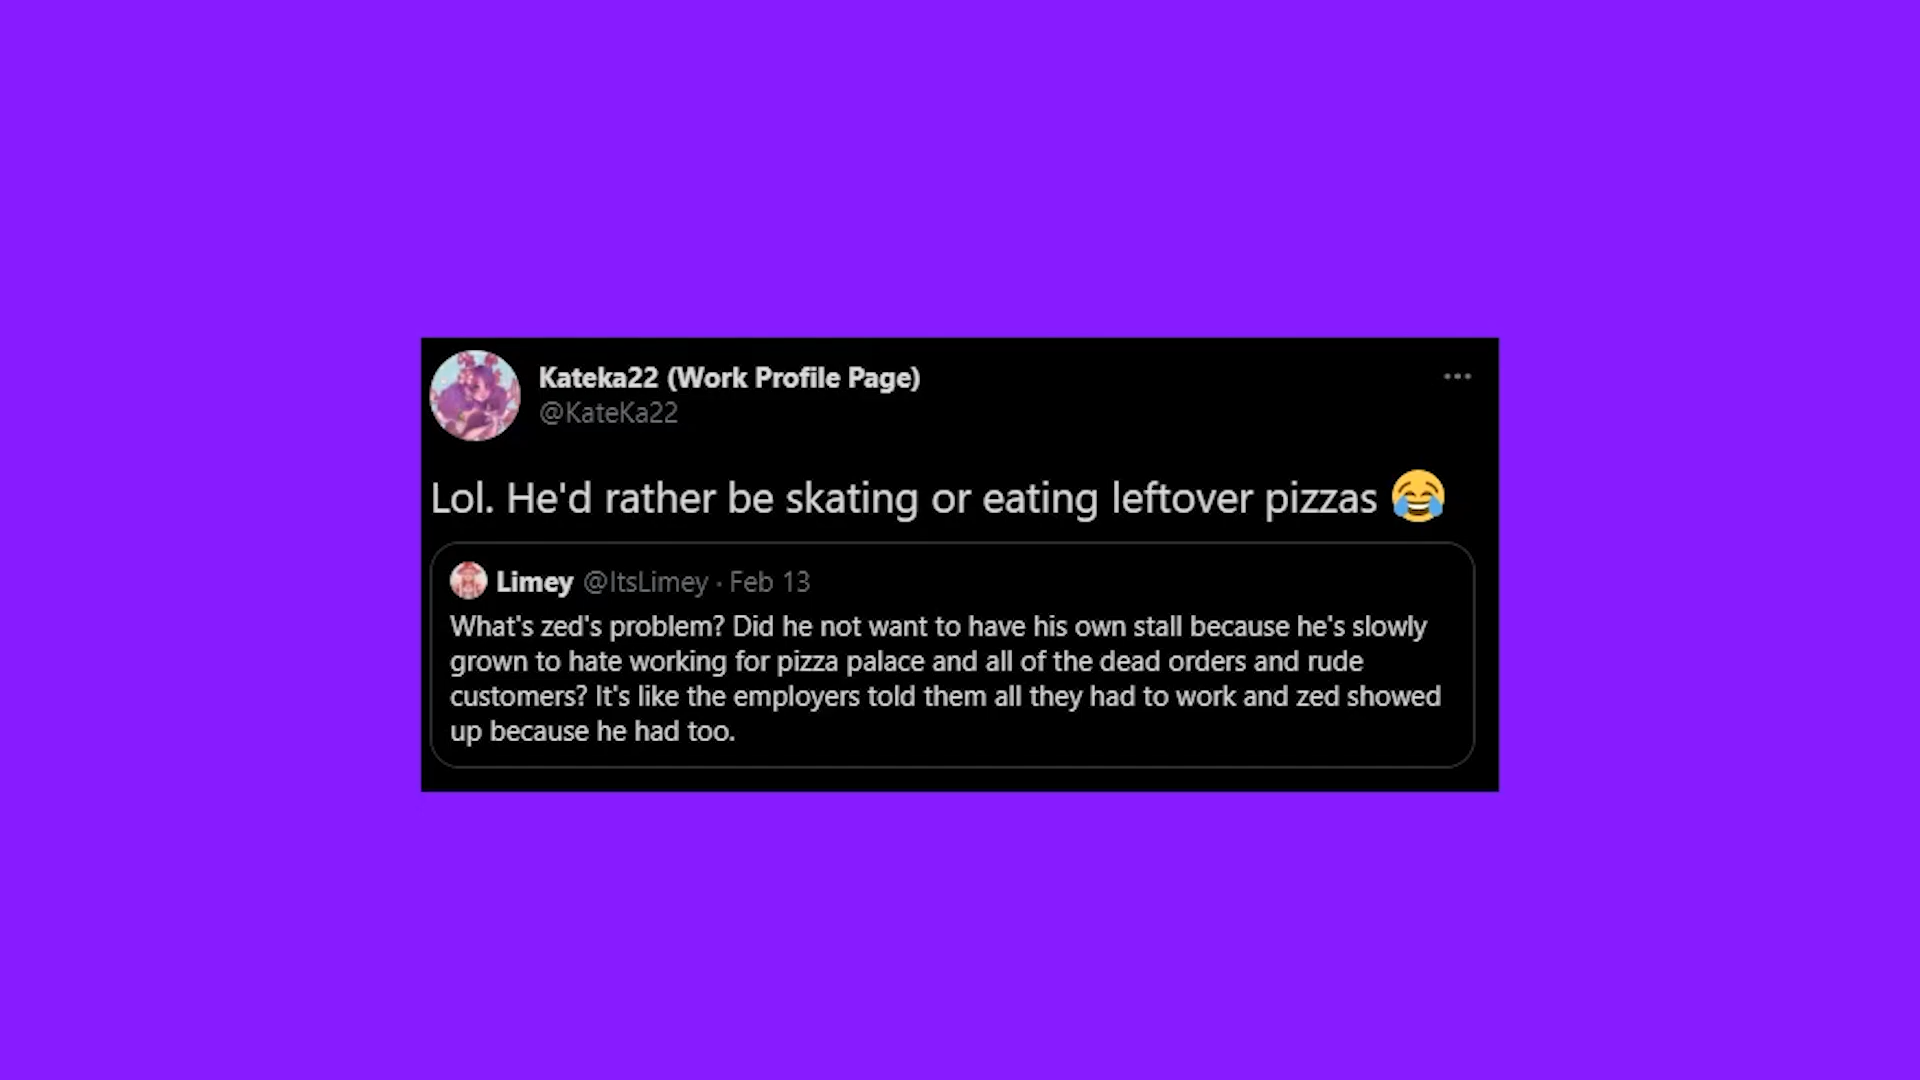 Kateka22 (Work Profile Page)
@KateKa22
Lol. He'd rather be skating or eating leftover pizzas 😂
Limey @ItsLimey · Feb 13
What's zed's problem? Did he not want to have his own stall because he's slowly
grown to hate working for pizza palace and all of the dead orders and rude
customers? It's like the employers told them all they had to work and zed showed
up because he had too.